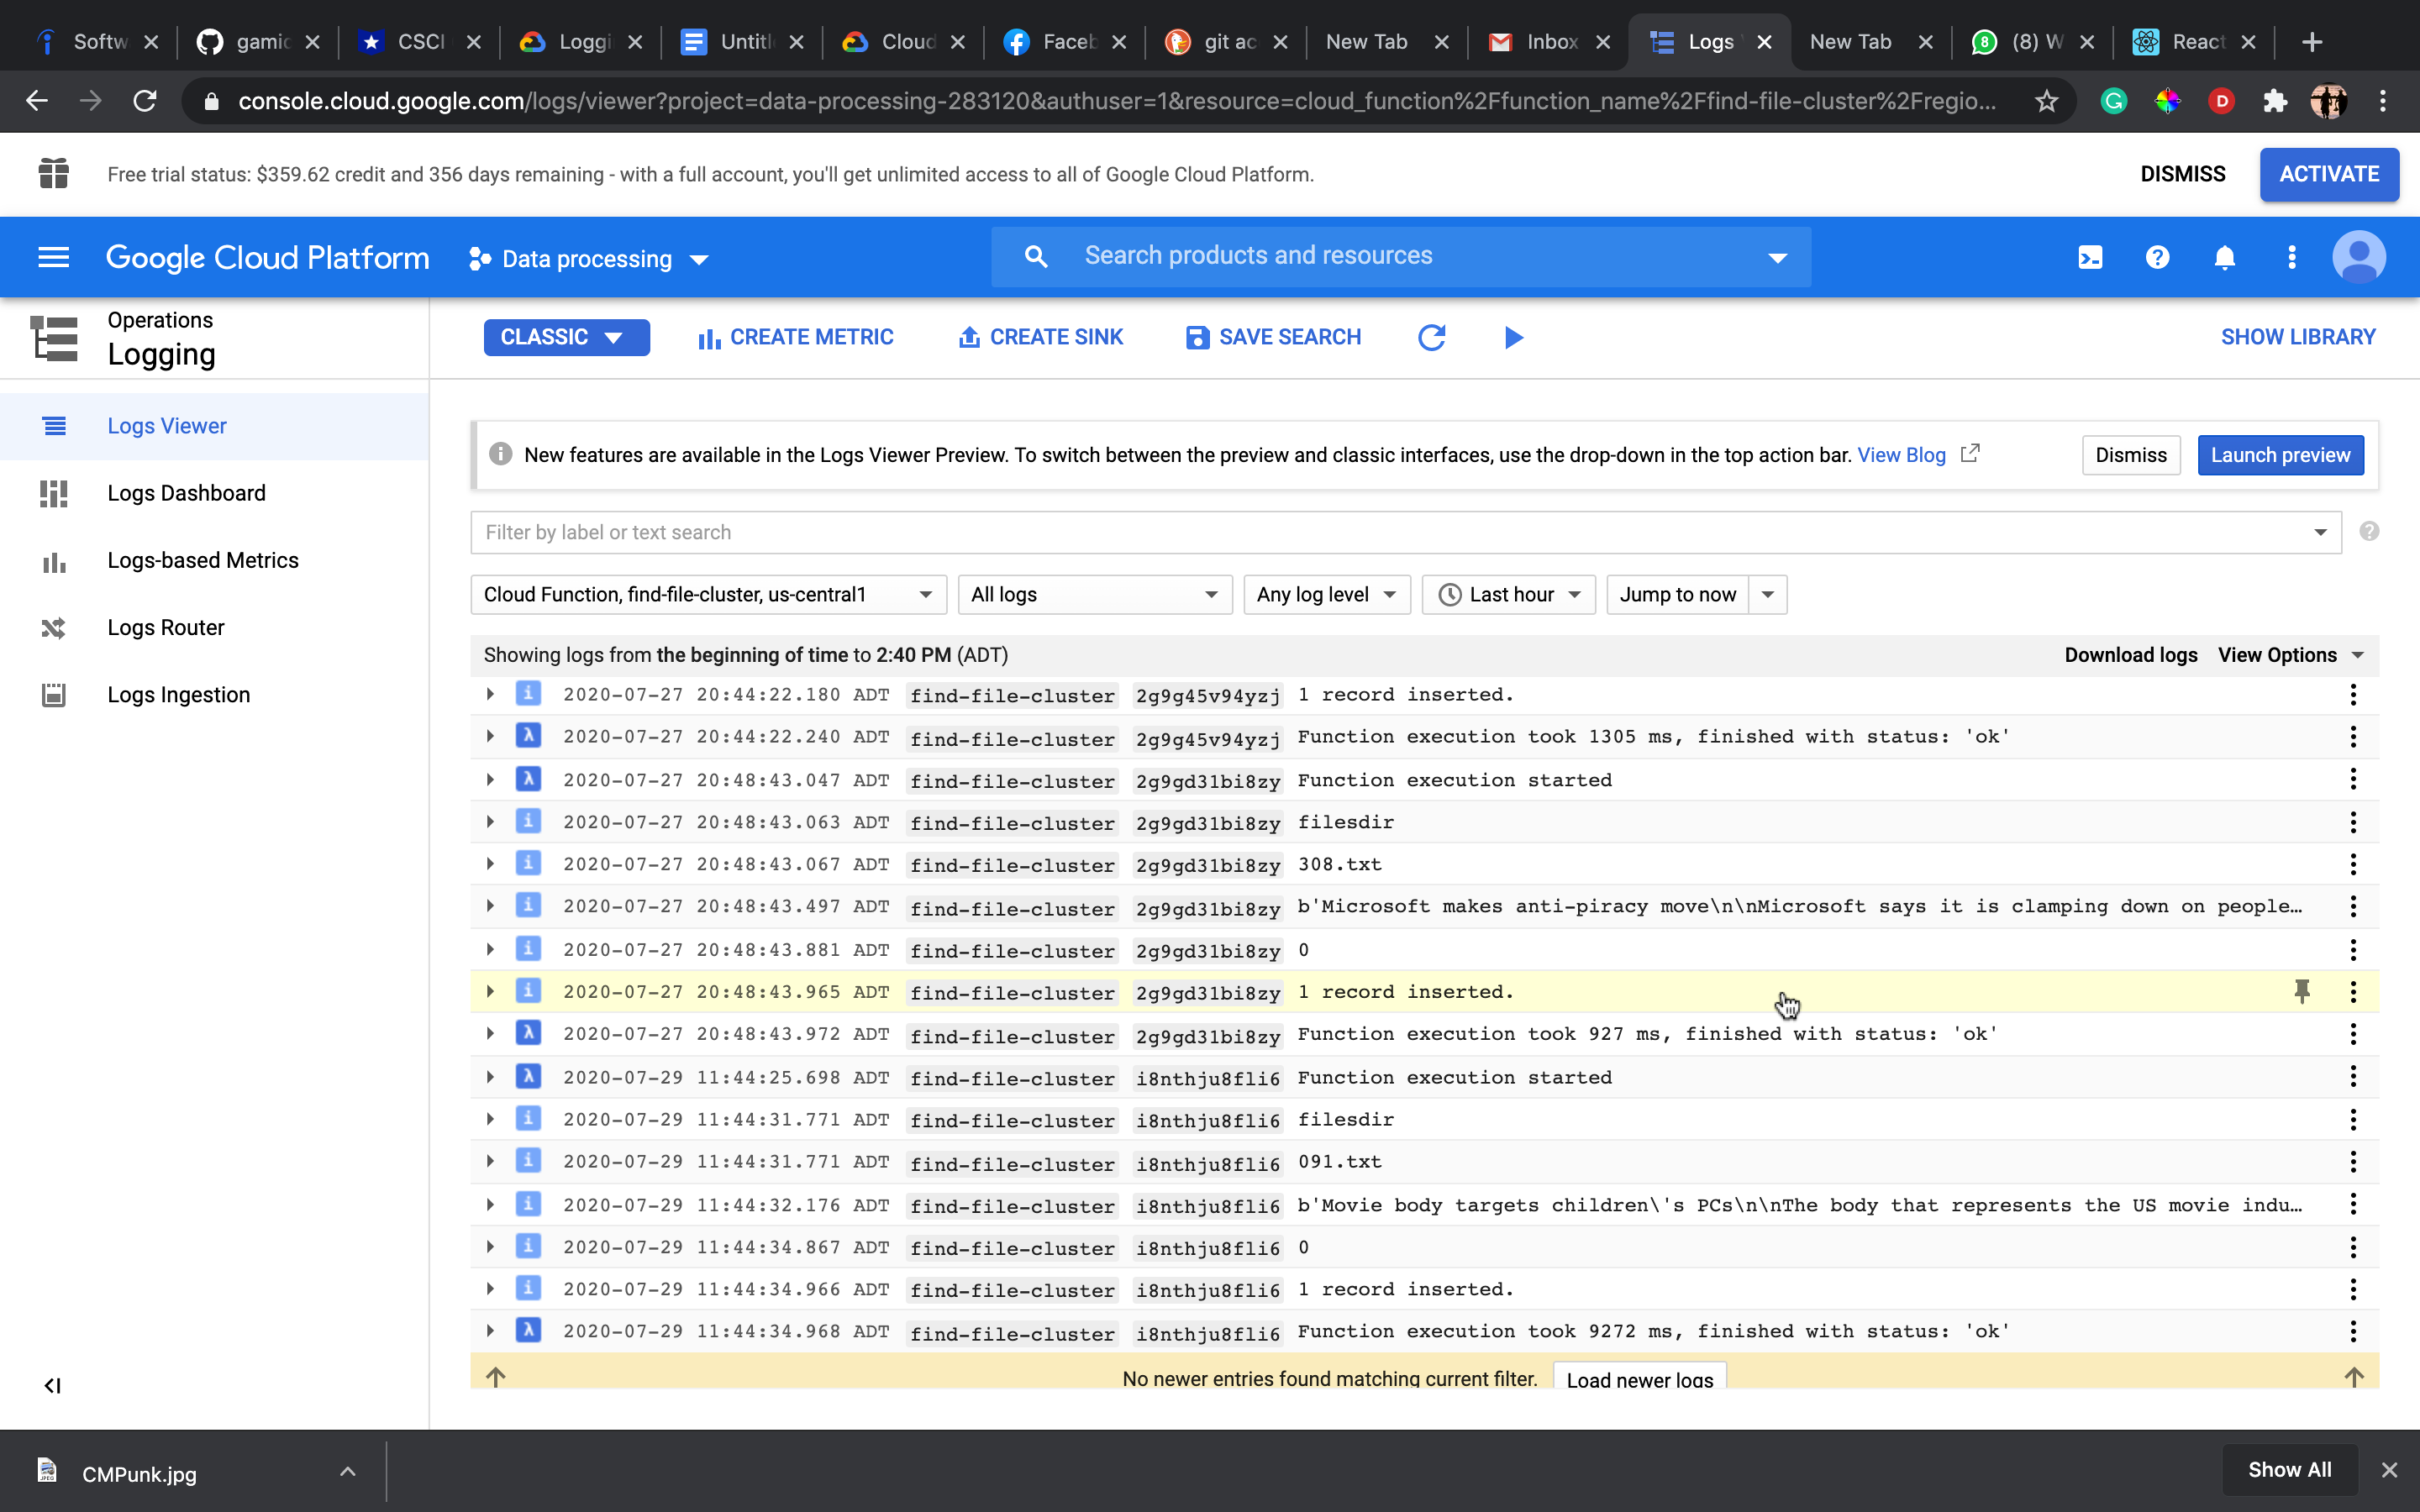 Softw gamic CSCI Loggi Untitl Cloud Faceb git ac New Tab Inbox Logs New Tab (8) W React
console.cloud.google.com/logs/viewer?project=data-processing-283120&authuser=1&resource=cloud_function%2Ffunction_name%2Ffind-file-cluster%2Fregio...
Free trial status: $359.62 credit and 356 days remaining - with a full account, you'll get unlimited access to all of Google Cloud Platform. DISMISS ACTIVATE
Google Cloud Platform Data processing Search products and resources
Operations
Logging
CLASSIC CREATE METRIC CREATE SINK SAVE SEARCH SHOW LIBRARY
Logs Viewer
Logs Dashboard
Logs-based Metrics
Logs Router
Logs Ingestion
New features are available in the Logs Viewer Preview. To switch between the preview and classic interfaces, use the drop-down in the top action bar. View Blog Dismiss Launch preview
Filter by label or text search
Cloud Function, find-file-cluster, us-central1 All logs Any log level Last hour Jump to now
Showing logs from the beginning of time to 2:40 PM (ADT) Download logs View Options
2020-07-27 20:44:22.180 ADT find-file-cluster 2g9g45v94yzj 1 record inserted.
2020-07-27 20:44:22.240 ADT find-file-cluster 2g9g45v94yzj Function execution took 1305 ms, finished with status: 'ok'
2020-07-27 20:48:43.047 ADT find-file-cluster 2g9gd31bi8zy Function execution started
2020-07-27 20:48:43.063 ADT find-file-cluster 2g9gd31bi8zy filesdir
2020-07-27 20:48:43.067 ADT find-file-cluster 2g9gd31bi8zy 308.txt
2020-07-27 20:48:43.497 ADT find-file-cluster 2g9gd31bi8zy b'Microsoft makes anti-piracy move\n\nMicrosoft says it is clamping down on people…
2020-07-27 20:48:43.881 ADT find-file-cluster 2g9gd31bi8zy 0
2020-07-27 20:48:43.965 ADT find-file-cluster 2g9gd31bi8zy 1 record inserted.
2020-07-27 20:48:43.972 ADT find-file-cluster 2g9gd31bi8zy Function execution took 927 ms, finished with status: 'ok'
2020-07-29 11:44:25.698 ADT find-file-cluster i8nthju8fli6 Function execution started
2020-07-29 11:44:31.771 ADT find-file-cluster i8nthju8fli6 filesdir
2020-07-29 11:44:31.771 ADT find-file-cluster i8nthju8fli6 091.txt
2020-07-29 11:44:32.176 ADT find-file-cluster i8nthju8fli6 b'Movie body targets children\'s PCs\n\nThe body that represents the US movie indu…
2020-07-29 11:44:34.867 ADT find-file-cluster i8nthju8fli6 0
2020-07-29 11:44:34.966 ADT find-file-cluster i8nthju8fli6 1 record inserted.
2020-07-29 11:44:34.968 ADT find-file-cluster i8nthju8fli6 Function execution took 9272 ms, finished with status: 'ok'
No newer entries found matching current filter. Load newer logs
CMPunk.jpg Show All